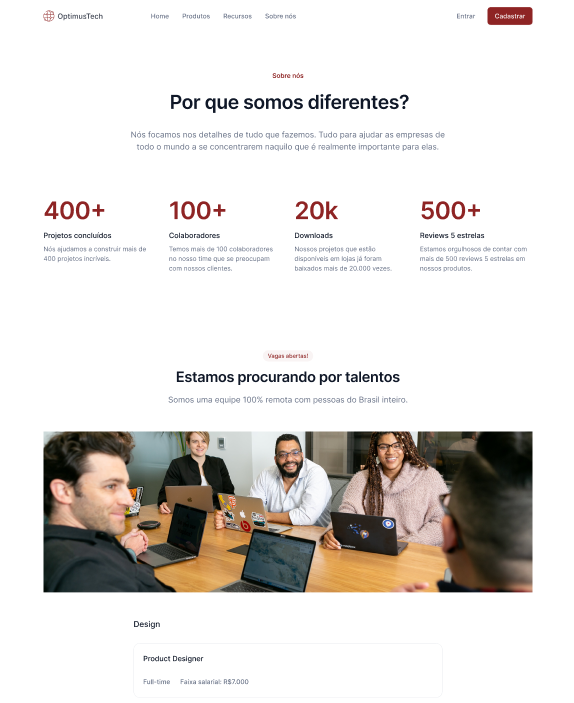 OptimusTech
Home Produtos Recursos Sobre nós
Entrar
Cadastrar
Sobre nós
Por que somos diferentes?
Nós focamos nos detalhes de tudo que fazemos. Tudo para ajudar as empresas de
todo o mundo a se concentrarem naquilo que é realmente importante para elas.
400+
Projetos concluídos
Nós ajudamos a construir mais de
400 projetos incríveis.
100+
Colaboradores
Temos mais de 100 colaboradores
no nosso time que se preocupam
com nossos clientes.
20k
Downloads
Nossos projetos que estão
disponíveis em lojas já foram
baixados mais de 20.000 vezes.
500+
Reviews 5 estrelas
Estamos orgulhosos de contar com
mais de 500 reviews 5 estrelas em
nossos produtos.
Vagas abertas!
Estamos procurando por talentos
Somos uma equipe 100% remota com pessoas do Brasil inteiro.
Design
Product Designer
Full-time Faixa salarial: R$7.000